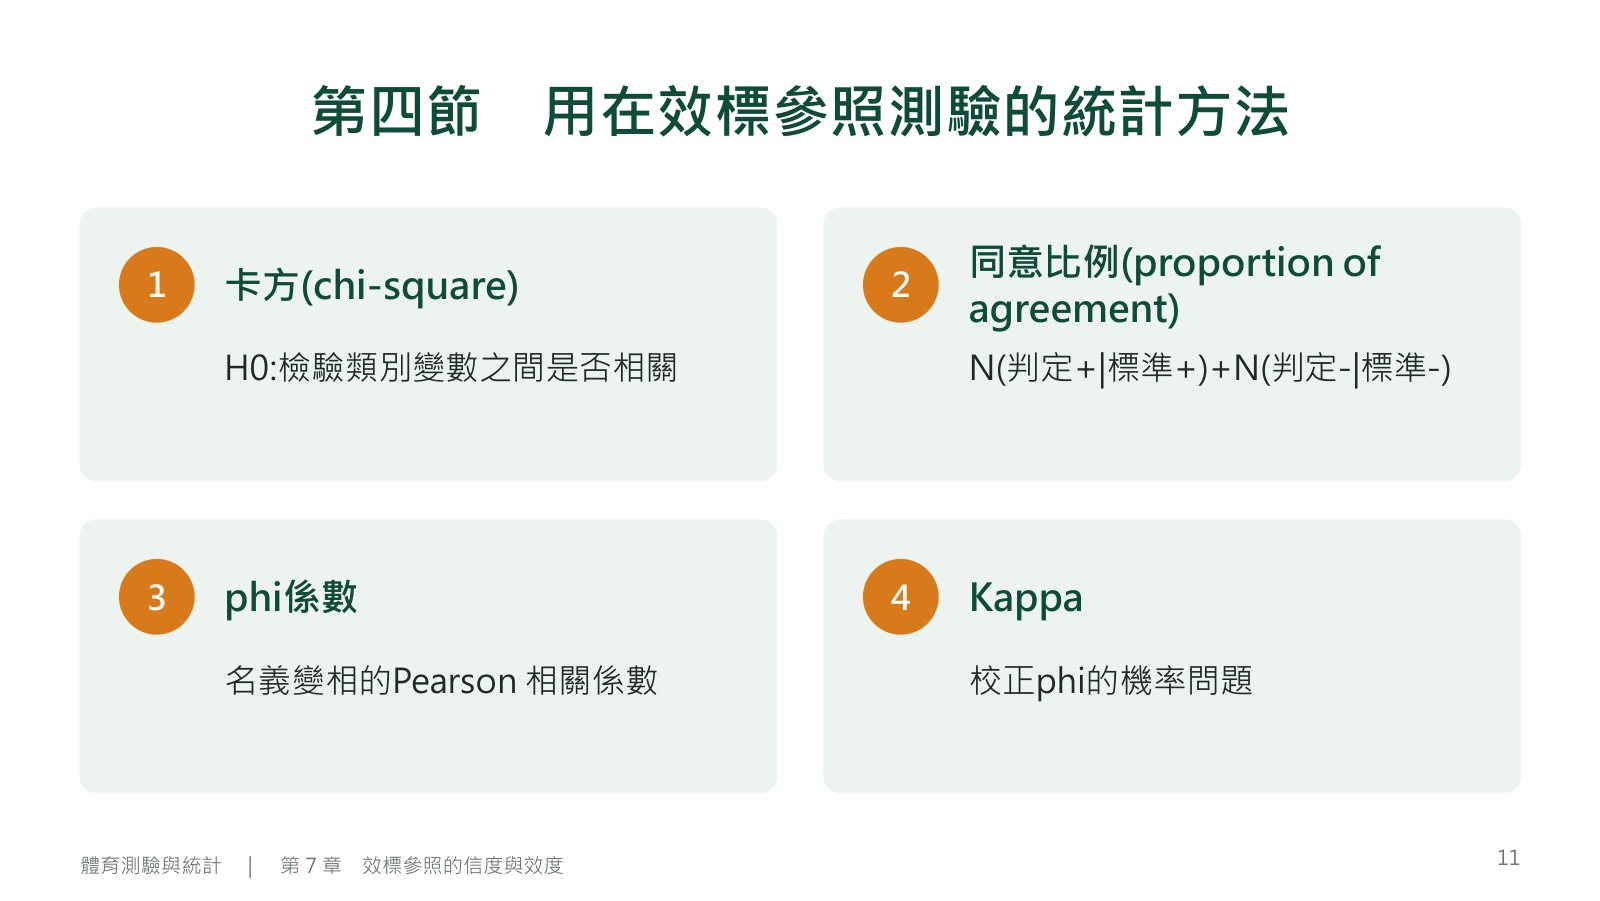 第四節　用在效標參照測驗的統計方法
1
卡方(chi-square)
H0:檢驗類別變數之間是否相關
2
同意比例(proportion of
agreement)
N(判定+|標準+)+N(判定-|標準-)
3
phi係數
名義變相的Pearson 相關係數
4
Kappa
校正phi的機率問題
體育測驗與統計　|　第 7 章　效標參照的信度與效度
11